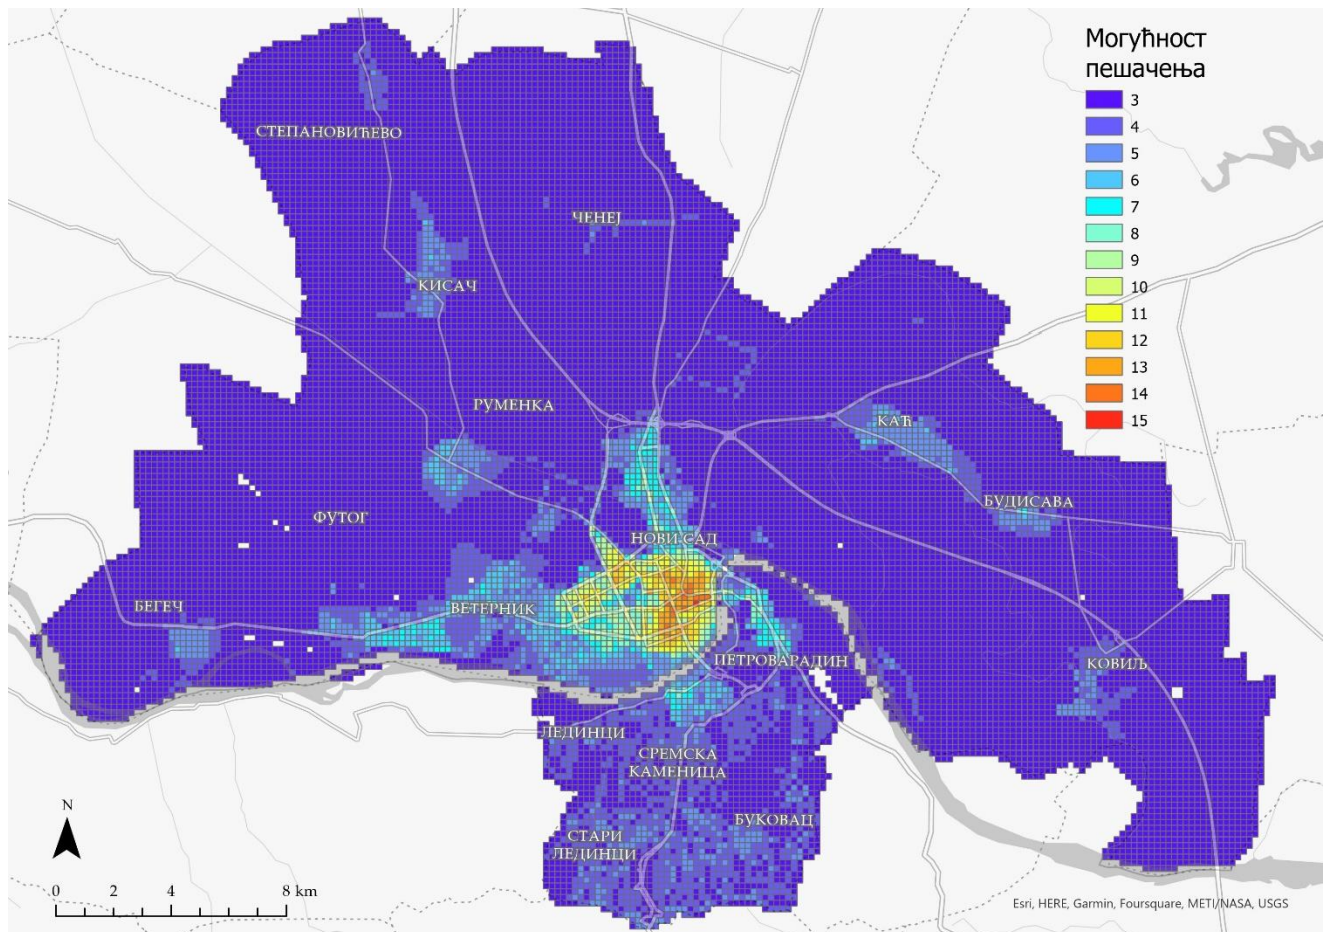 Могућност
пешачења
3
4
5
6
7
8
9
10
11
12
13
14
15
СТЕПАНОВИЋЕВО
ЧЕНЕЈ
КИСАЧ
РУМЕНКА
КАЋ
БУДИСАВА
ФУТОГ
НОВИ САД
БЕГЕЧ
ВЕТЕРНИК
ПЕТРОВАРАДИН
КОВИЉ
ЛЕДИНЦИ
СРЕМСКА
КАМЕНИЦА
БУКОВАЦ
СТАРИ
ЛЕДИНЦИ
N
0 2 4 8 km
Esri, HERE, Garmin, Foursquare, METI/NASA, USGS